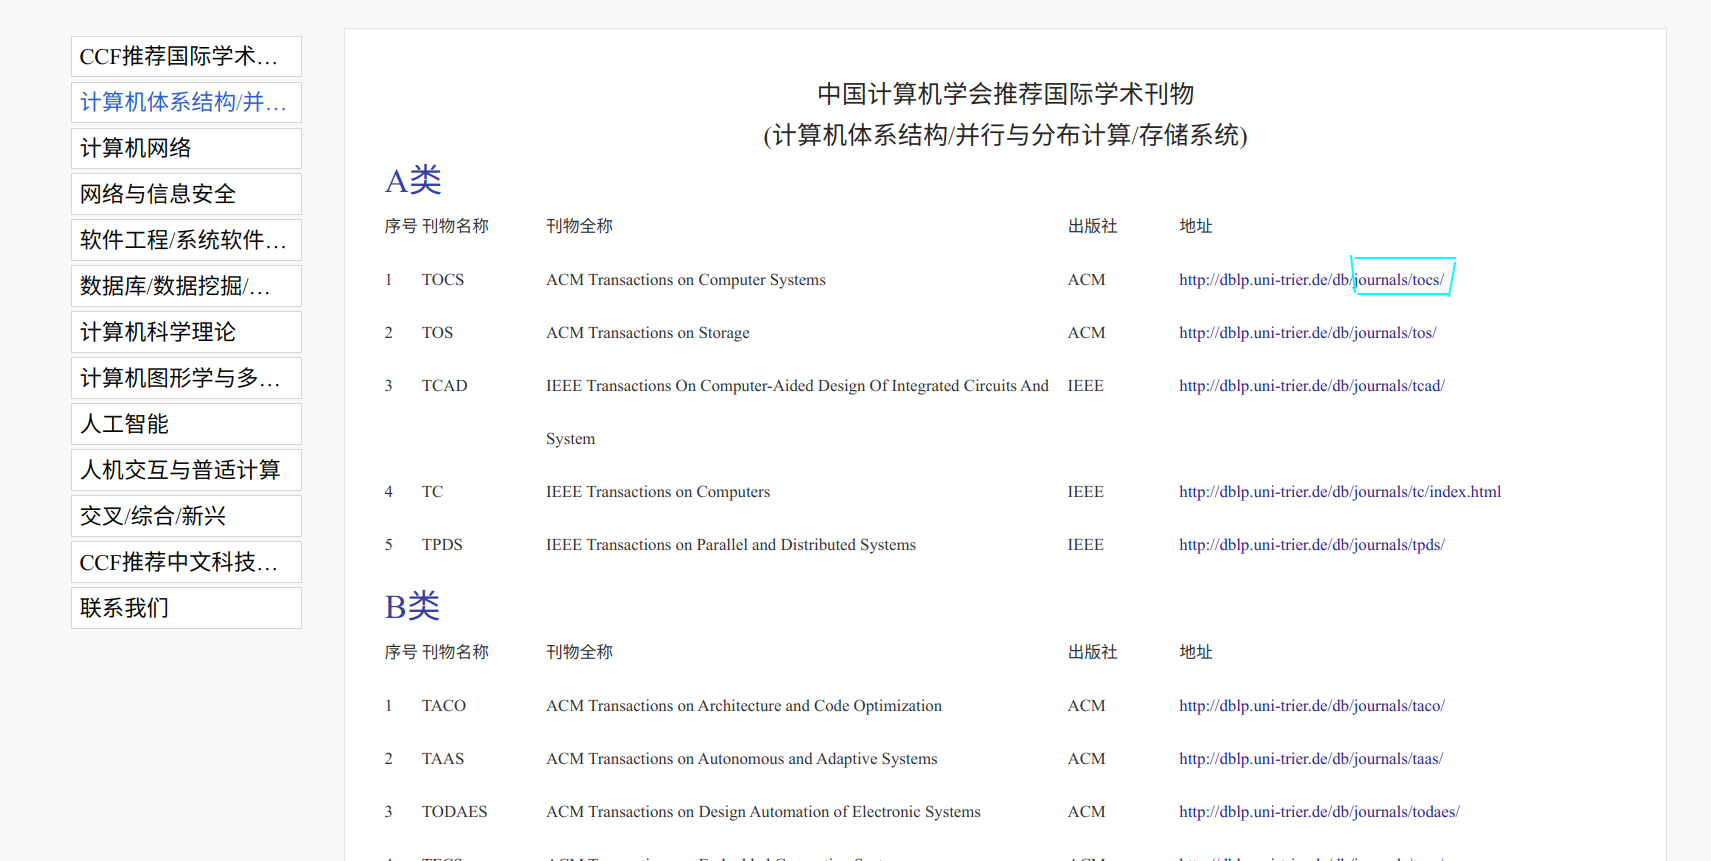 CCF推荐国际学术…
计算机体系结构/并…
计算机网络
网络与信息安全
软件工程/系统软件…
数据库/数据挖掘/…
计算机科学理论
计算机图形学与多…
人工智能
人机交互与普适计算
交叉/综合/新兴
CCF推荐中文科技…
联系我们
中国计算机学会推荐国际学术刊物
(计算机体系结构/并行与分布计算/存储系统)
A类
序号 刊物名称 刊物全称 出版社 地址
1 TOCS ACM Transactions on Computer Systems ACM http://dblp.uni-trier.de/db/journals/tocs/
2 TOS ACM Transactions on Storage ACM http://dblp.uni-trier.de/db/journals/tos/
3 TCAD IEEE Transactions On Computer-Aided Design Of Integrated Circuits And IEEE http://dblp.uni-trier.de/db/journals/tcad/
System
4 TC IEEE Transactions on Computers IEEE http://dblp.uni-trier.de/db/journals/tc/index.html
5 TPDS IEEE Transactions on Parallel and Distributed Systems IEEE http://dblp.uni-trier.de/db/journals/tpds/
B类
序号 刊物名称 刊物全称 出版社 地址
1 TACO ACM Transactions on Architecture and Code Optimization ACM http://dblp.uni-trier.de/db/journals/taco/
2 TAAS ACM Transactions on Autonomous and Adaptive Systems ACM http://dblp.uni-trier.de/db/journals/taas/
3 TODAES ACM Transactions on Design Automation of Electronic Systems ACM http://dblp.uni-trier.de/db/journals/todaes/